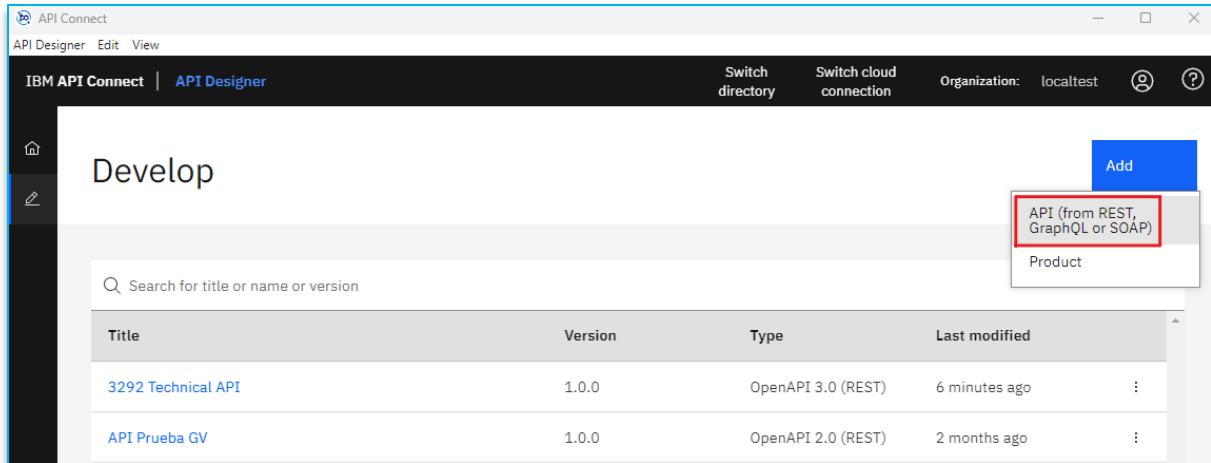 API Connect
API Designer Edit View
IBM API Connect | API Designer
Switch directory
Switch cloud connection
Organization: localtest
Develop
Add
API (from REST,
GraphQL or SOAP)
Product
Search for title or name or version
Title Version Type Last modified
3292 Technical API 1.0.0 OpenAPI 3.0 (REST) 6 minutes ago
API Prueba GV 1.0.0 OpenAPI 2.0 (REST) 2 months ago